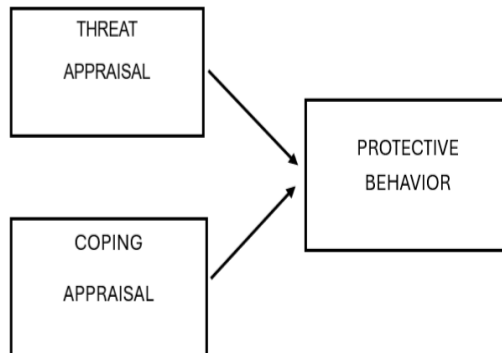 THREAT
APPRAISAL
PROTECTIVE
BEHAVIOR
COPING
APPRAISAL